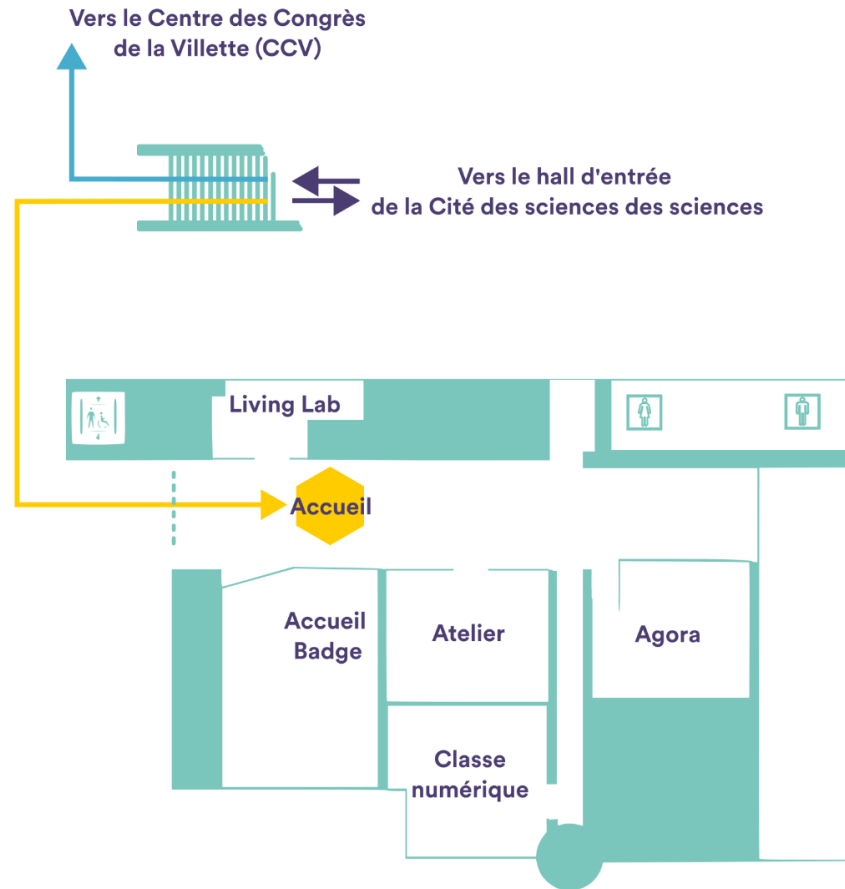 Vers le Centre des Congrès
de la Villette (CCV)
Vers le hall d'entrée
de la Cité des sciences des sciences
Living Lab
Accueil
Accueil
Badge
Atelier
Agora
Classe
numérique